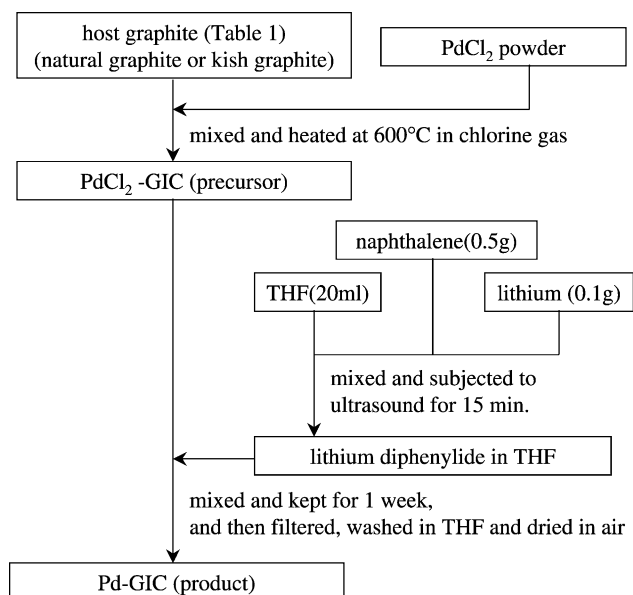 host graphite (Table 1)
(natural graphite or kish graphite)
PdCl₂ powder
mixed and heated at 600°C in chlorine gas
PdCl₂ -GIC (precursor)
naphthalene(0.5g)
THF(20ml)
lithium (0.1g)
mixed and subjected to
ultrasound for 15 min.
lithium diphenylide in THF
mixed and kept for 1 week,
and then filtered, washed in THF and dried in air
Pd-GIC (product)